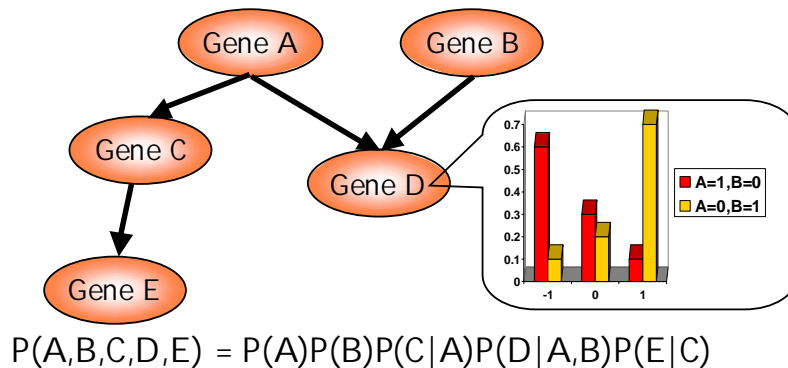 Gene A
Gene B
Gene C
Gene D
Gene E
0.7
0.6
0.5
0.4
0.3
0.2
0.1
0
-1 0 1
A=1,B=0
A=0,B=1
P(A,B,C,D,E) = P(A)P(B)P(C|A)P(D|A,B)P(E|C)